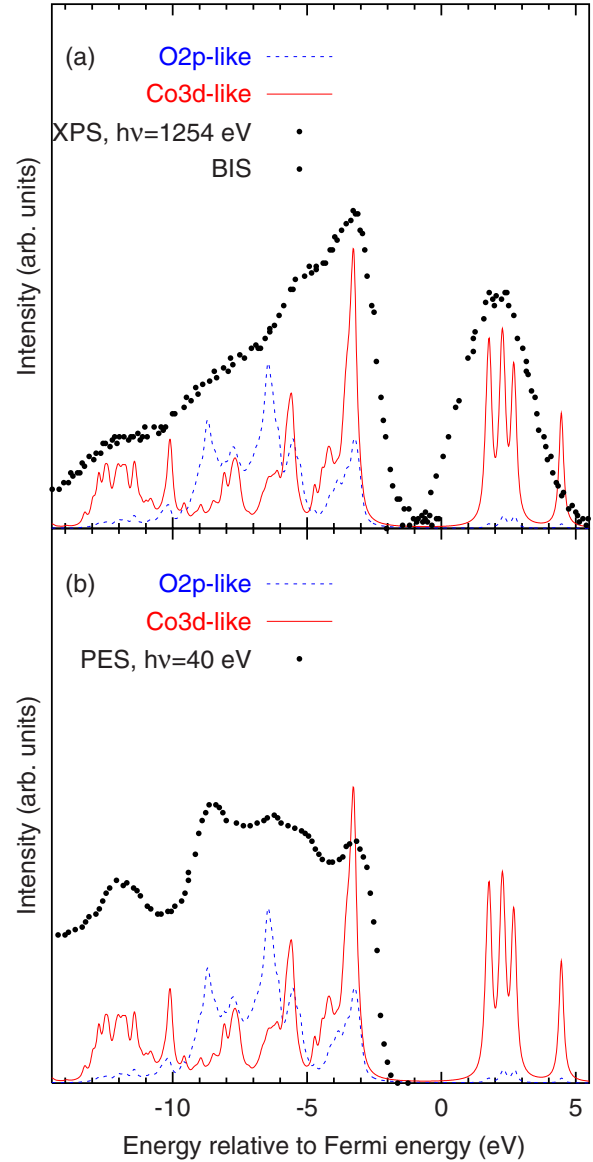 (a)
O2p-like
Co3d-like
XPS, hν=1254 eV
BIS
Intensity (arb. units)
(b)
O2p-like
Co3d-like
PES, hν=40 eV
Intensity (arb. units)
-10 -5 0 5
Energy relative to Fermi energy (eV)